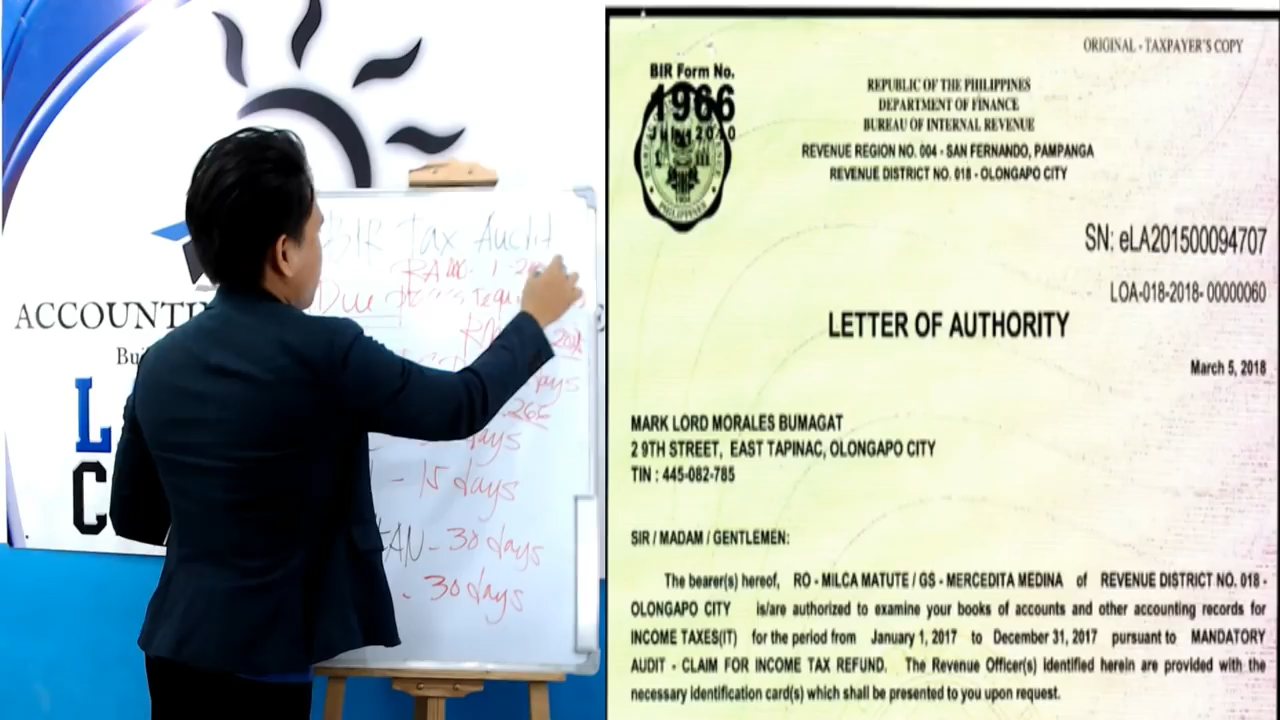 BIR Tax Audit
Due process
days
265
days
- 15 days
- 30 days
- 30 days
L
C
ORIGINAL - TAXPAYER'S COPY
BIR Form No.
1966
REPUBLIC OF THE PHILIPPINES
DEPARTMENT OF FINANCE
BUREAU OF INTERNAL REVENUE
REVENUE REGION NO. 004 - SAN FERNANDO, PAMPANGA
REVENUE DISTRICT NO. 018 - OLONGAPO CITY
SN: eLA201500094707
LOA-018-2018- 00000060
LETTER OF AUTHORITY
March 5, 2018
MARK LORD MORALES BUMAGAT
2 9TH STREET, EAST TAPINAC, OLONGAPO CITY
TIN : 445-082-785
SIR / MADAM / GENTLEMEN:
The bearer(s) hereof, RO - MILCA MATUTE / GS - MERCEDITA MEDINA of REVENUE DISTRICT NO. 018 -
OLONGAPO CITY is/are authorized to examine your books of accounts and other accounting records for
INCOME TAXES(IT) for the period from January 1, 2017 to December 31, 2017 pursuant to MANDATORY
AUDIT - CLAIM FOR INCOME TAX REFUND. The Revenue Officer(s) identified herein are provided with the
necessary identification card(s) which shall be presented to you upon request.